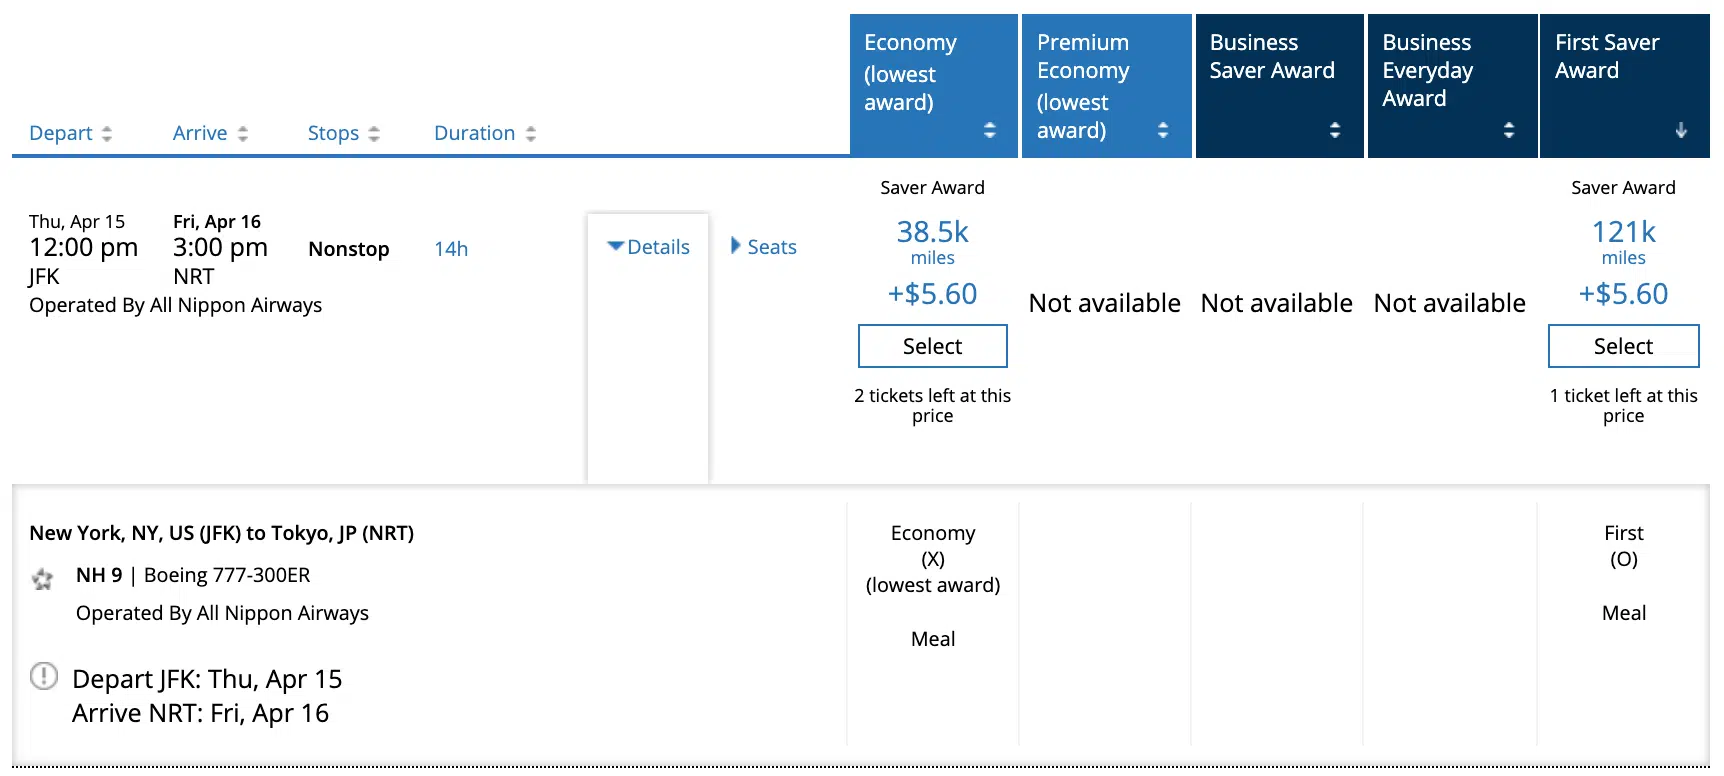 Depart
Arrive
Stops
Duration
Economy
(lowest
award)
Premium
Economy
(lowest
award)
Business
Saver Award
Business
Everyday
Award
First Saver
Award
Thu, Apr 15
12:00 pm
JFK
Fri, Apr 16
3:00 pm
NRT
Nonstop
14h
Operated By All Nippon Airways
Details
Seats
Saver Award
38.5k
miles
+$5.60
Select
2 tickets left at this
price
Not available
Not available
Not available
Saver Award
121k
miles
+$5.60
Select
1 ticket left at this
price
New York, NY, US (JFK) to Tokyo, JP (NRT)
NH 9 | Boeing 777-300ER
Operated By All Nippon Airways
Depart JFK: Thu, Apr 15
Arrive NRT: Fri, Apr 16
Economy
(X)
(lowest award)
Meal
First
(O)
Meal